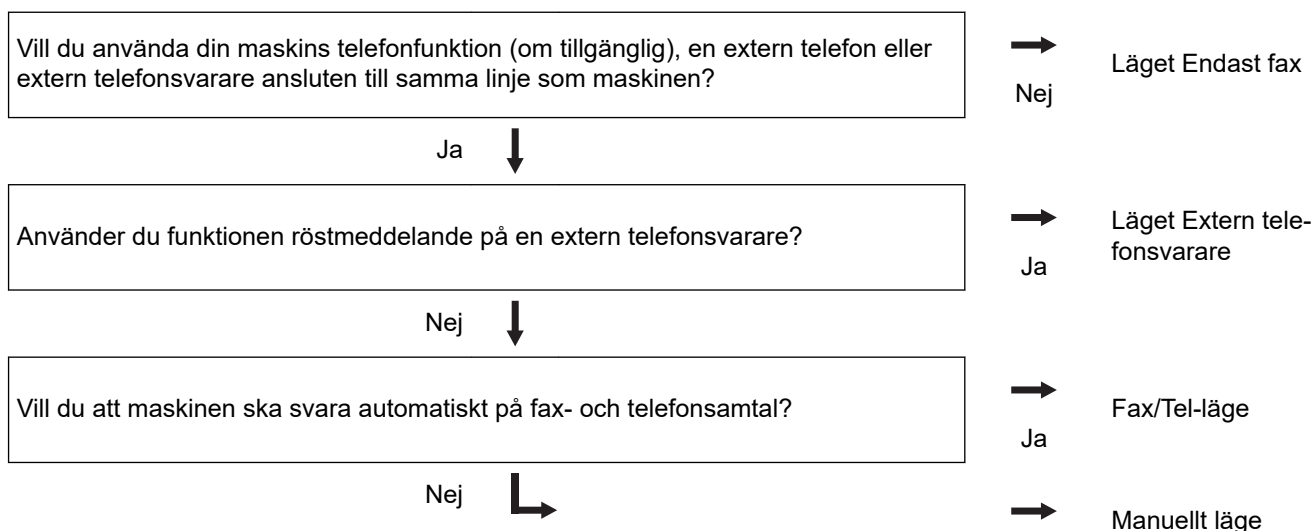 Vill du använda din maskins telefonfunktion (om tillgänglig), en extern telefon eller
extern telefonsvarare ansluten till samma linje som maskinen?
Nej
Läget Endast fax
Ja
Använder du funktionen röstmeddelande på en extern telefonsvarare?
Ja
Läget Extern tele-
fonsvarare
Nej
Vill du att maskinen ska svara automatiskt på fax- och telefonsamtal?
Ja
Fax/Tel-läge
Nej
Manuellt läge